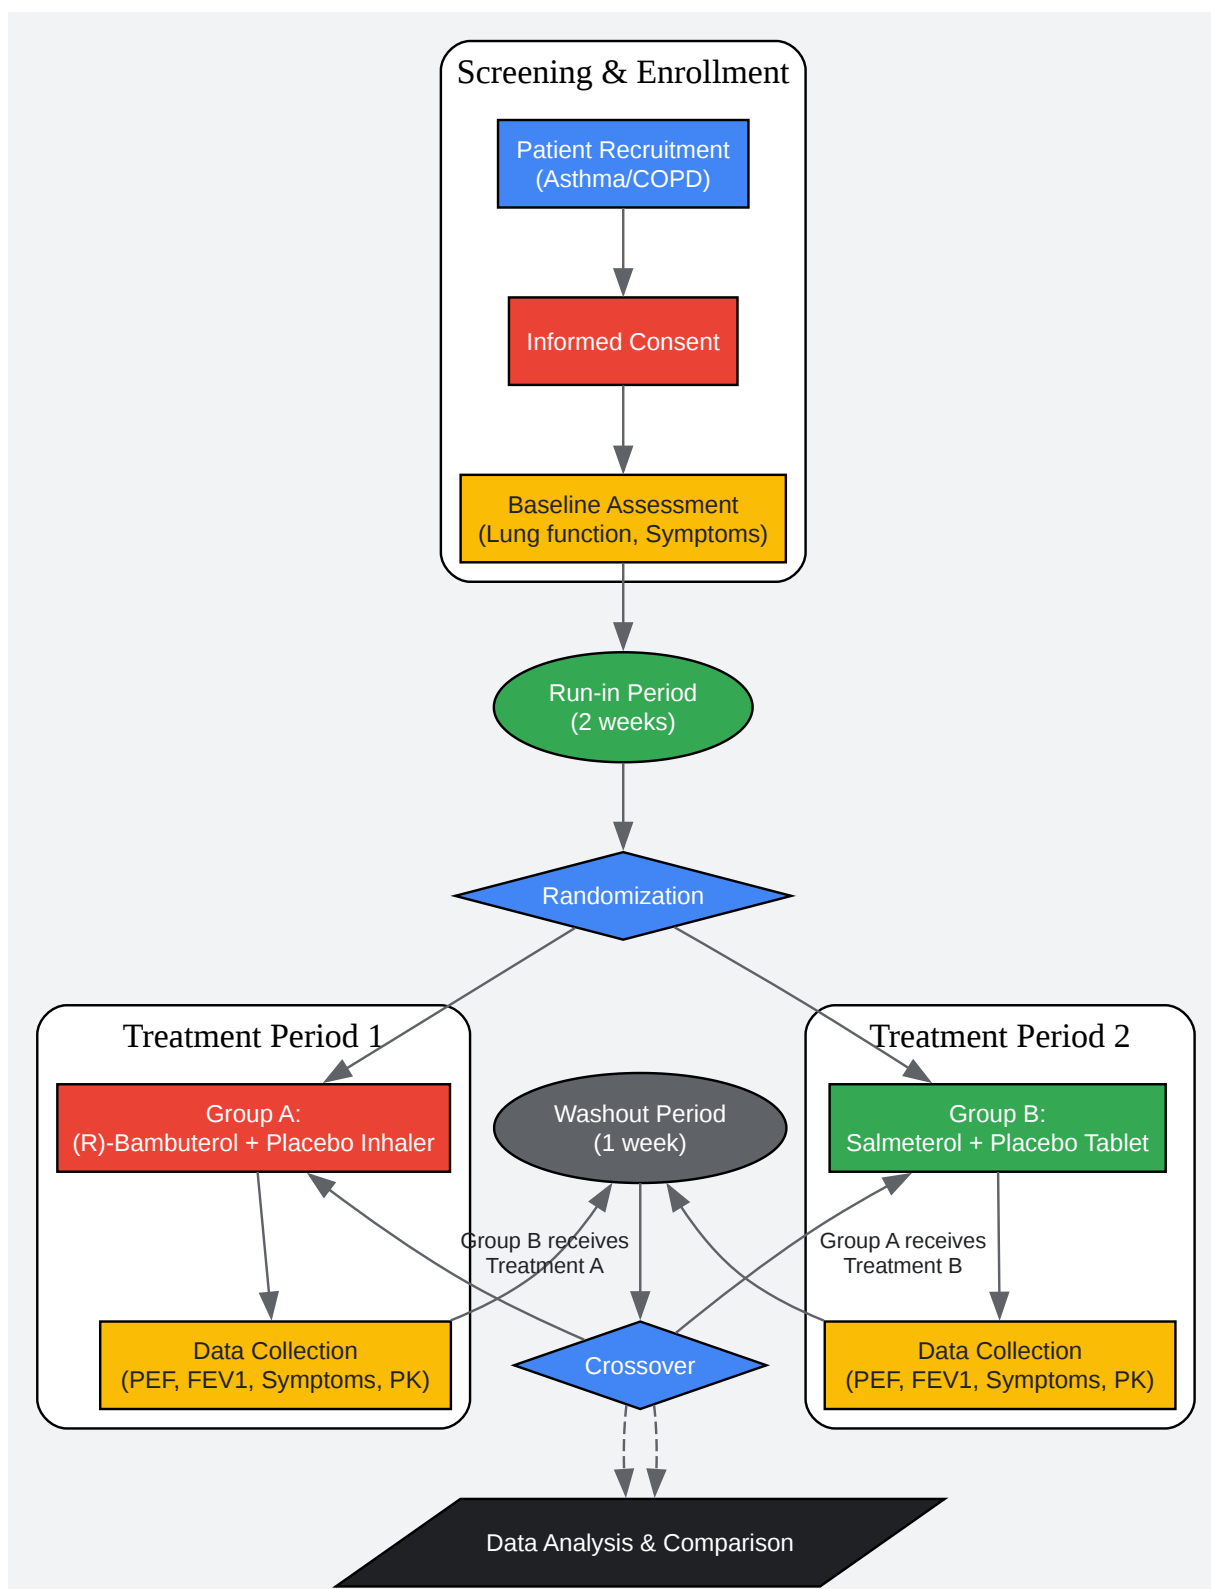 Screening & Enrollment
Patient Recruitment
(Asthma/COPD)
Informed Consent
Baseline Assessment
(Lung function, Symptoms)
Run-in Period
(2 weeks)
Randomization
Treatment Period 1
Treatment Period 2
Group A:
(R)-Bambuterol + Placebo Inhaler
Washout Period
(1 week)
Group B:
Salmeterol + Placebo Tablet
Group B receives
Treatment A
Group A receives
Treatment B
Data Collection
(PEF, FEV1, Symptoms, PK)
Crossover
Data Collection
(PEF, FEV1, Symptoms, PK)
Data Analysis & Comparison